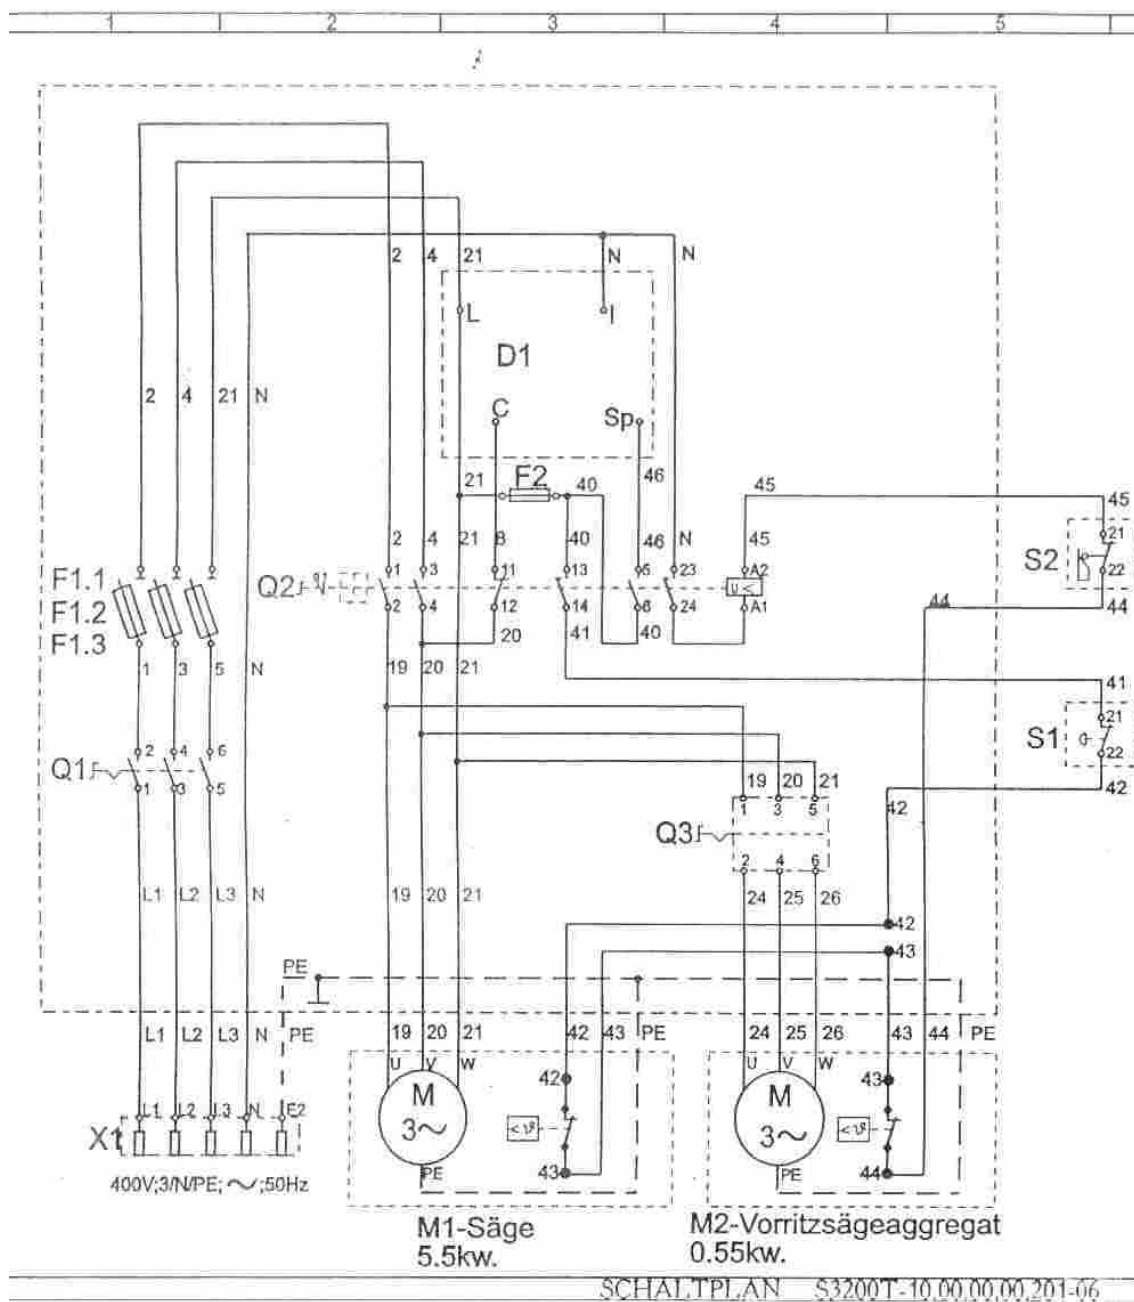 1 2 3 4 5
2 4 21 N N
L I
D1
2 4 21 N
C Sp
21 F2 40 46 45 45
2 4 21 8 40 46 N 45
21
S2
F1.1 1 3 11 13 5 23 A2
Q2 U<
22
F1.2 2 4 12 14 6 24 A1
44 44
F1.3 20 41 40
1 3 5 N 19 20 21
41
21
S1
2 4 6 22
Q1
1 3 5
19 20 21 42
42
1 3 5
Q3
2 4 6
L1 L2 L3 N 19 20 21 24 25 26
42
43
PE
L1 L2 L3 N PE 19 20 21 42 43 PE 24 25 26 43 44 PE
U V W U V W
42 43
M M
L1 L2 L3 N E2
3~ <ϑ 3~ <ϑ
X1
PE 43 PE 44
400V;3/N/PE; ~;50Hz
M1-Säge M2-Vorritzsägeaggregat
5.5kw. 0.55kw.
SCHALTPLAN S3200T-10.00.00.00.201-06